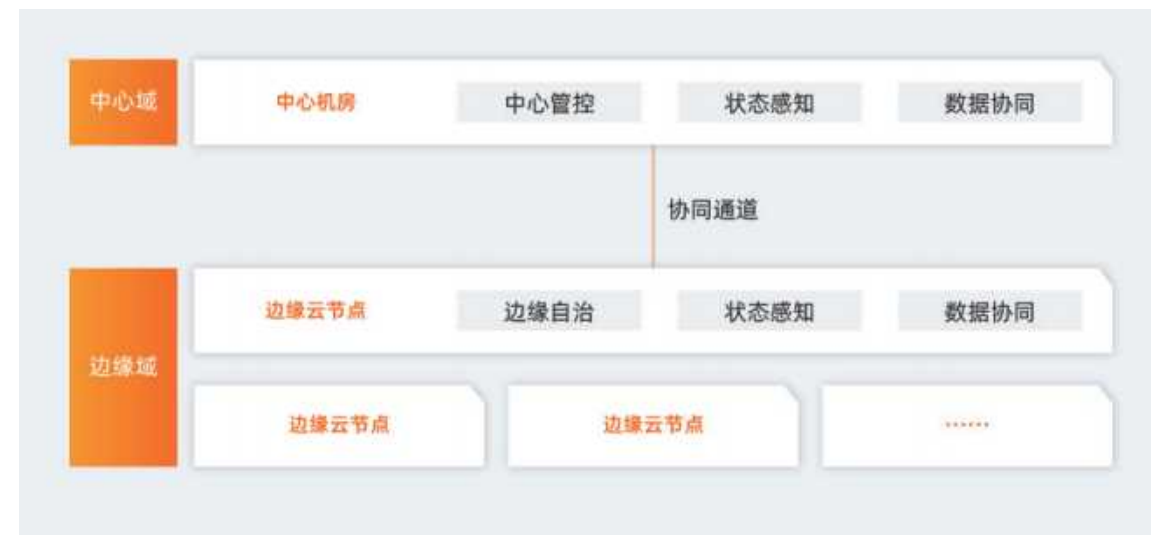 中心域
中心机房 中心管控 状态感知 数据协同
协同通道
边缘域
边缘云节点 边缘自治 状态感知 数据协同
边缘云节点 边缘云节点 ……